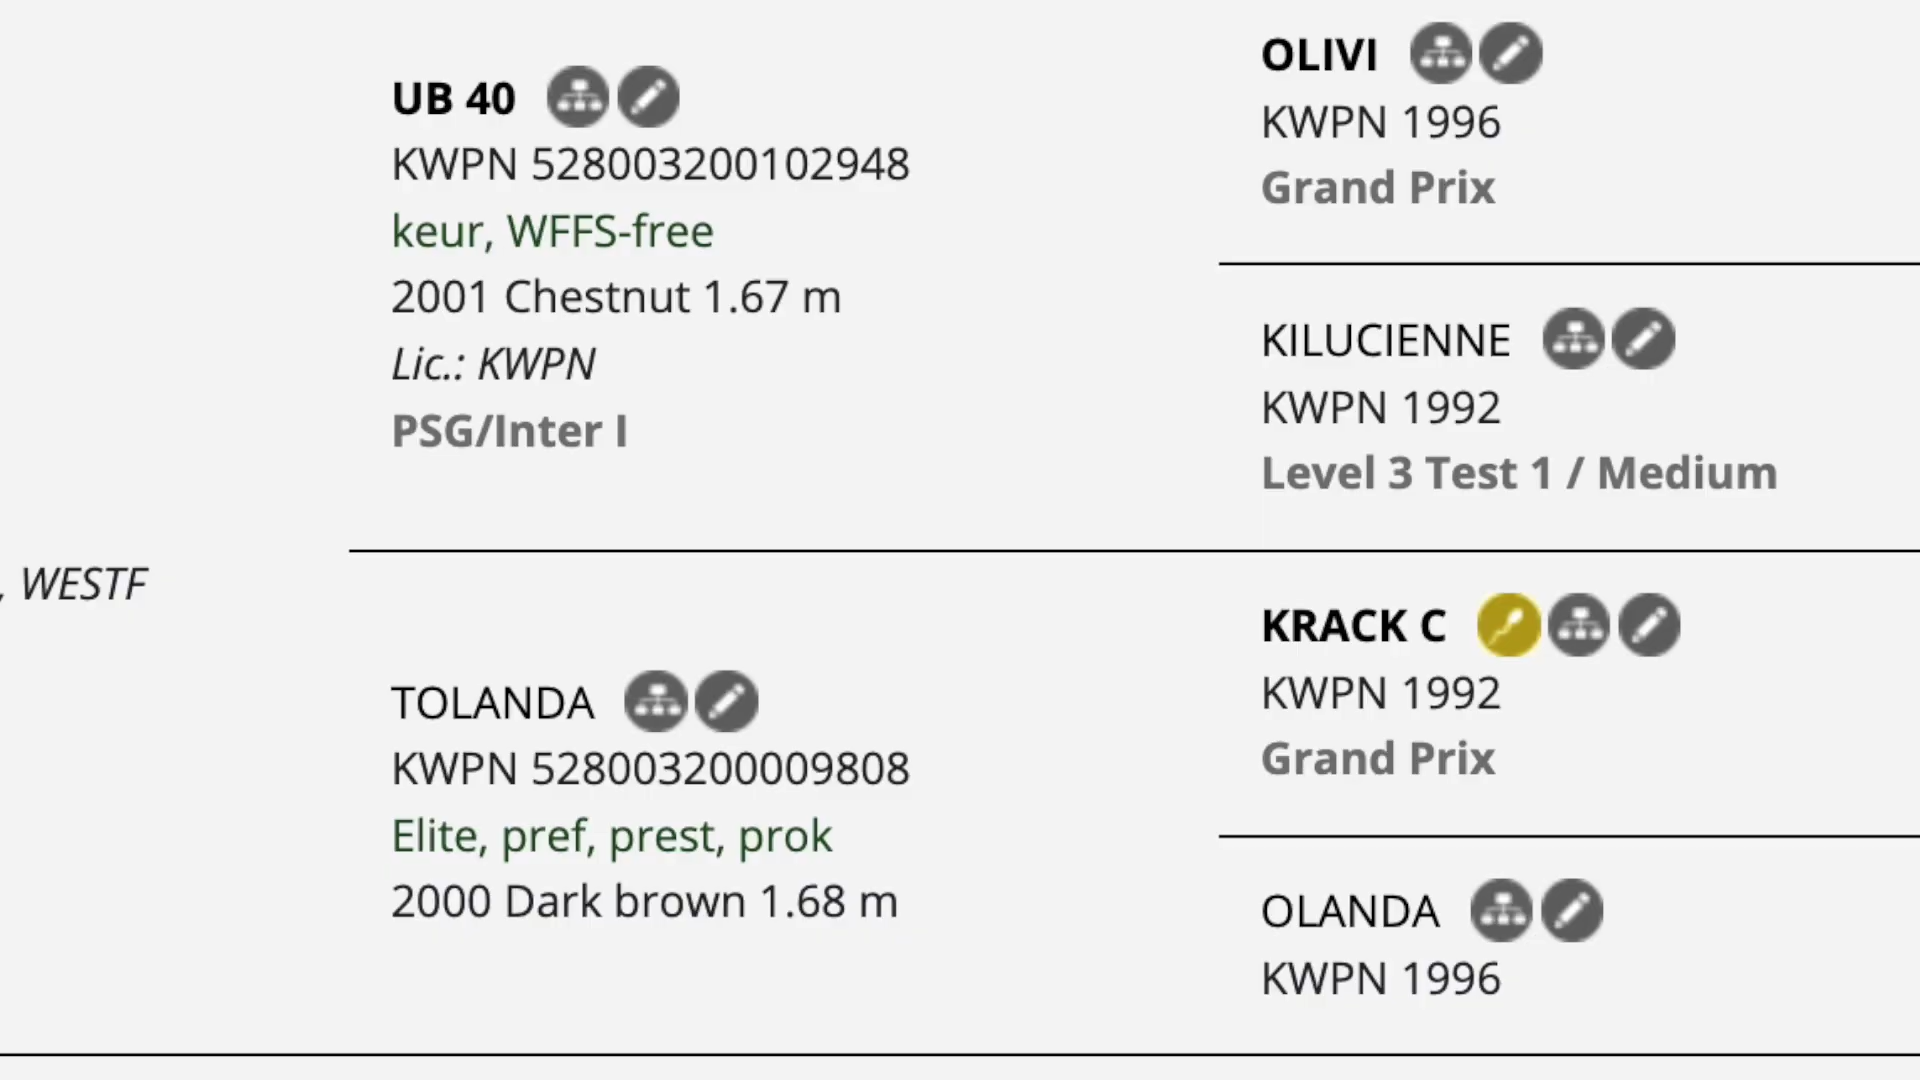 UB 40
KWPN 528003200102948
keur, WFFS-free
2001 Chestnut 1.67 m
Lic.: KWPN
PSG/Inter I
OLIVI
KWPN 1996
Grand Prix
KILUCIENNE
KWPN 1992
Level 3 Test 1 / Medium
, WESTF
TOLANDA
KWPN 528003200009808
Elite, pref, prest, prok
2000 Dark brown 1.68 m
KRACK C
KWPN 1992
Grand Prix
OLANDA
KWPN 1996